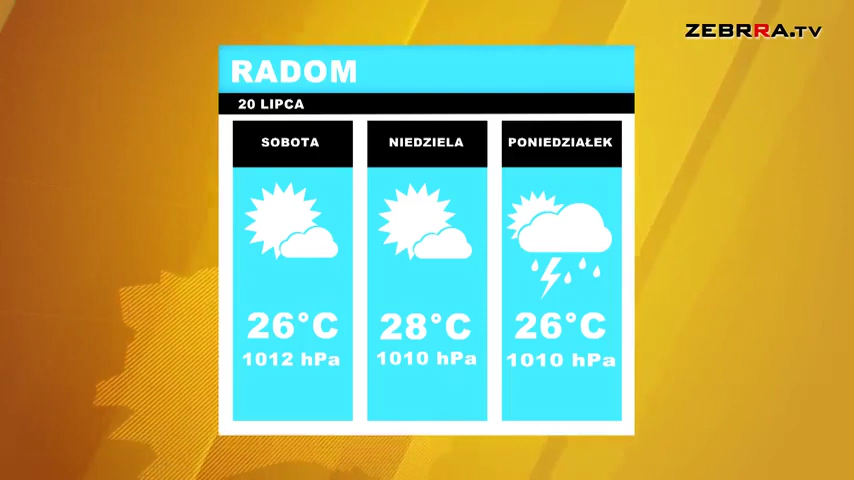 ZEBRRA.TV
RADOM
20 LIPCA
SOBOTA
26°C
1012 hPa
NIEDZIELA
28°C
1010 hPa
PONIEDZIAŁEK
26°C
1010 hPa